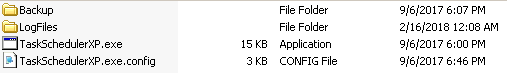 Backup File Folder 9/6/2017 6:07 PM
LogFiles File Folder 2/16/2018 12:08 AM
TaskSchedulerXP.exe 15 KB Application 9/6/2017 6:00 PM
TaskSchedulerXP.exe.config 3 KB CONFIG File 9/6/2017 6:46 PM